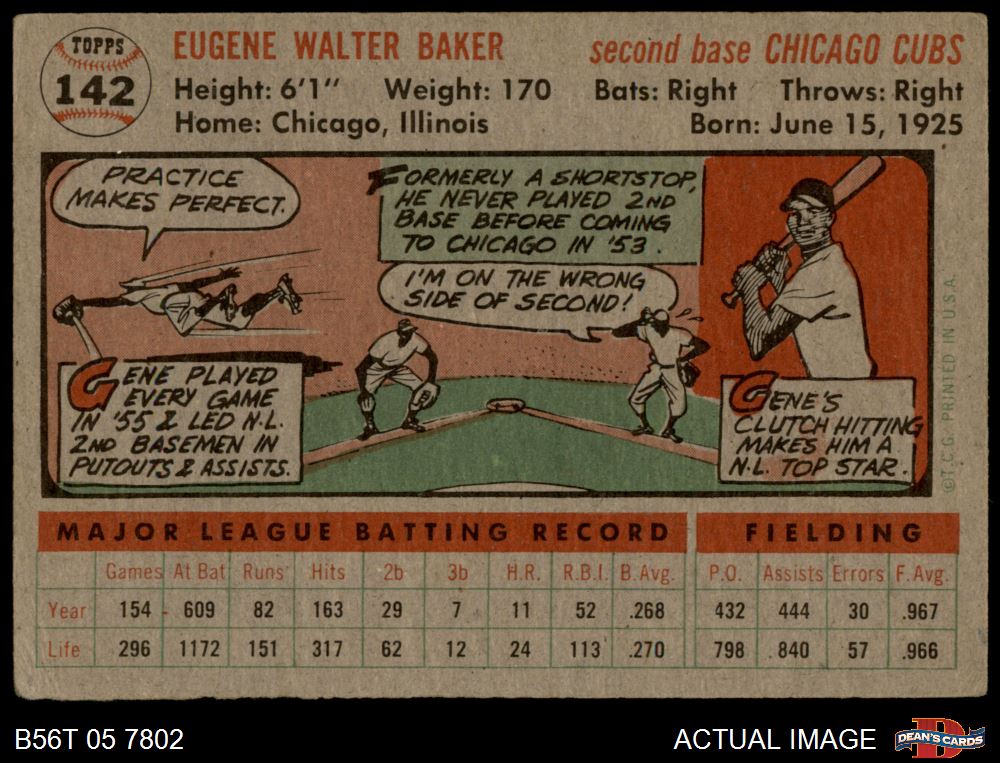 TOPPS
142
EUGENE WALTER BAKER
second base CHICAGO CUBS
Height: 6'1" Weight: 170 Bats: Right Throws: Right
Home: Chicago, Illinois
Born: June 15, 1925
PRACTICE
MAKES PERFECT.
FORMERLY A SHORTSTOP,
HE NEVER PLAYED 2ND
BASE BEFORE COMING
TO CHICAGO IN '53.
I'M ON THE WRONG
SIDE OF SECOND!
GENE PLAYED
EVERY GAME
IN '55 & LED N.L.
2ND BASEMEN IN
PUTOUTS & ASSISTS.
GENE'S
CLUTCH HITTING
MAKES HIM A
N.L. TOP STAR.
©T.C.G. PRINTED IN U.S.A.
MAJOR LEAGUE BATTING RECORD
FIELDING
Games At Bat Runs Hits 2b 3b H.R. R.B.I. B.Avg. P.O. Assists Errors F.Avg.
Year 154 609 82 163 29 7 11 52 .268 432 444 30 .967
Life 296 1172 151 317 62 12 24 113 .270 798 840 57 .966
B56T 05 7802
ACTUAL IMAGE
DEAN'S CARDS